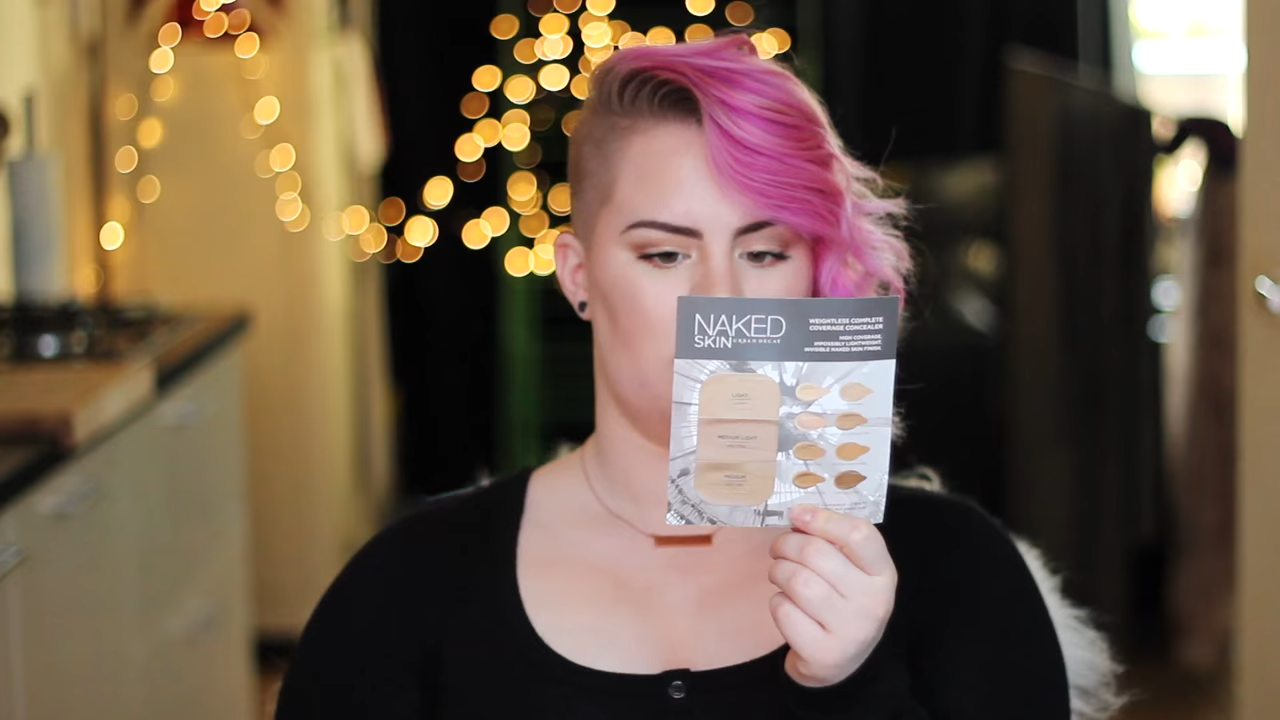 NAKED
SKIN URBAN DECAY
WEIGHTLESS COMPLETE
COVERAGE CONCEALER
HIGH COVERAGE.
IMPOSSIBLY LIGHTWEIGHT.
INVISIBLE NAKED SKIN FINISH.
LIGHT
MEDIUM LIGHT
MEDIUM